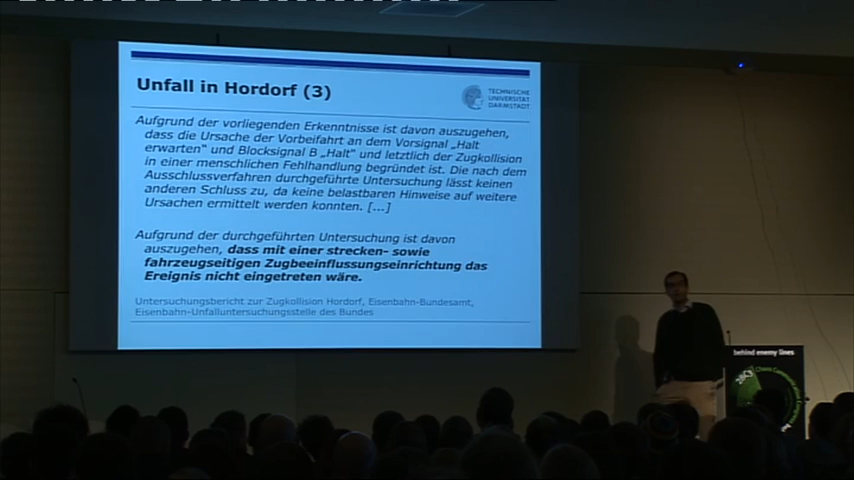 Unfall in Hordorf (3)
TECHNISCHE
UNIVERSITÄT
DARMSTADT
Aufgrund der vorliegenden Erkenntnisse ist davon auszugehen,
dass die Ursache der Vorbeifahrt an dem Vorsignal „Halt
erwarten" und Blocksignal B „Halt" und letztlich der Zugkollision
in einer menschlichen Fehlhandlung begründet ist. Die nach dem
Ausschlussverfahren durchgeführte Untersuchung lässt keinen
anderen Schluss zu, da keine belastbaren Hinweise auf weitere
Ursachen ermittelt werden konnten. [...]
Aufgrund der durchgeführten Untersuchung ist davon
auszugehen, dass mit einer strecken- sowie
fahrzeugseitigen Zugbeeinflussungseinrichtung das
Ereignis nicht eingetreten wäre.
Untersuchungsbericht zur Zugkollision Hordorf, Eisenbahn-Bundesamt,
Eisenbahn-Unfalluntersuchungsstelle des Bundes
behind enemy lines
28C3